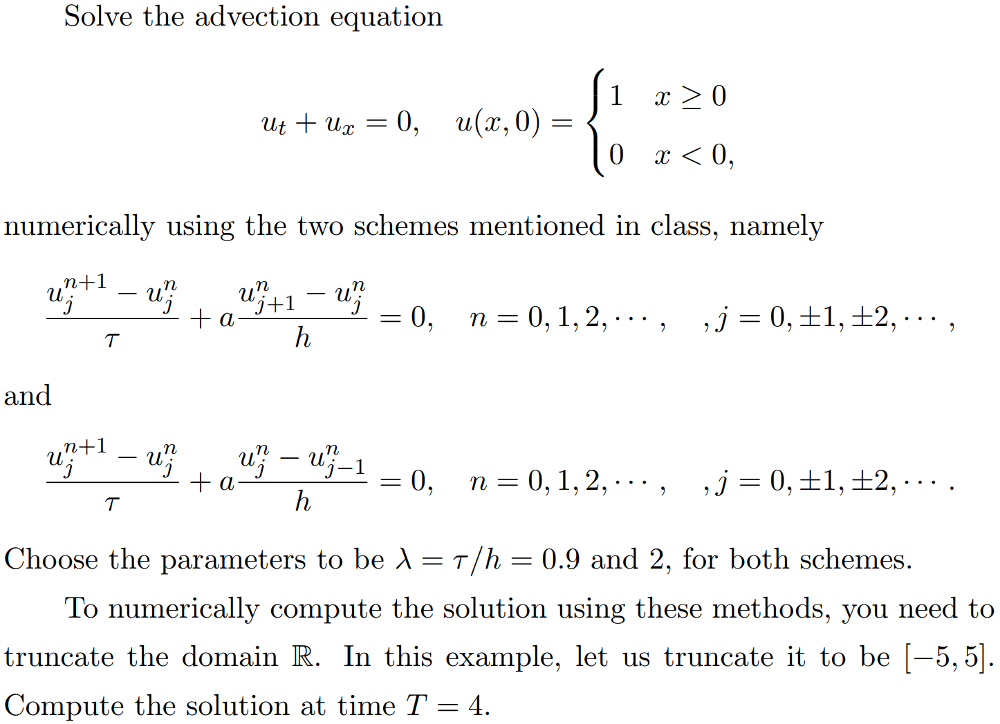 Solve the advection equation
$$u_t + u_x = 0, \quad u(x, 0) = \begin{cases} 1 & x \geq 0 \\ 0 & x < 0, \end{cases}$$
numerically using the two schemes mentioned in class, namely
$$\frac{u_j^{n+1} - u_j^n}{\tau} + a\frac{u_{j+1}^n - u_j^n}{h} = 0, \quad n = 0, 1, 2, \cdots, \quad , j = 0, \pm 1, \pm 2, \cdots,$$
and
$$\frac{u_j^{n+1} - u_j^n}{\tau} + a\frac{u_j^n - u_{j-1}^n}{h} = 0, \quad n = 0, 1, 2, \cdots, \quad , j = 0, \pm 1, \pm 2, \cdots.$$
Choose the parameters to be $\lambda = \tau/h = 0.9$ and 2, for both schemes.
To numerically compute the solution using these methods, you need to
truncate the domain $\mathbb{R}$. In this example, let us truncate it to be $[-5, 5]$.
Compute the solution at time $T = 4$.